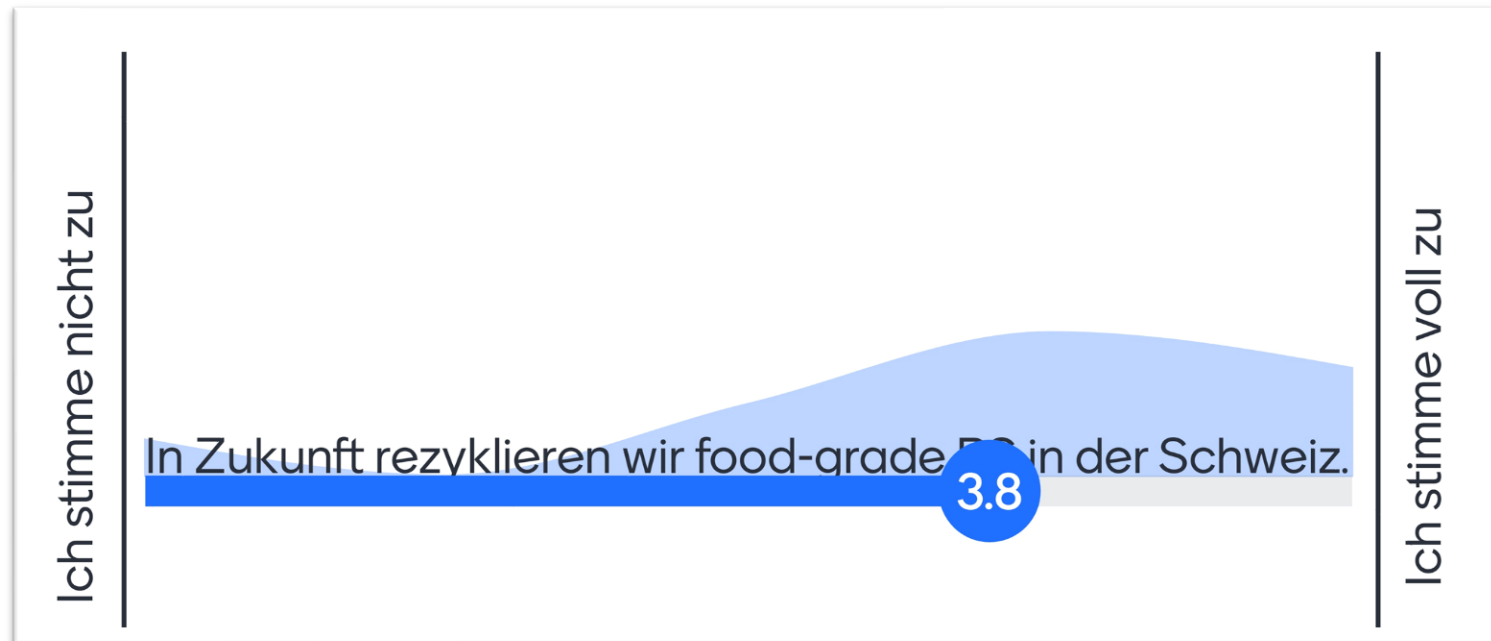 Ich stimme nicht zu
In Zukunft rezyklieren wir food-grade in der Schweiz.
3.8
Ich stimme voll zu